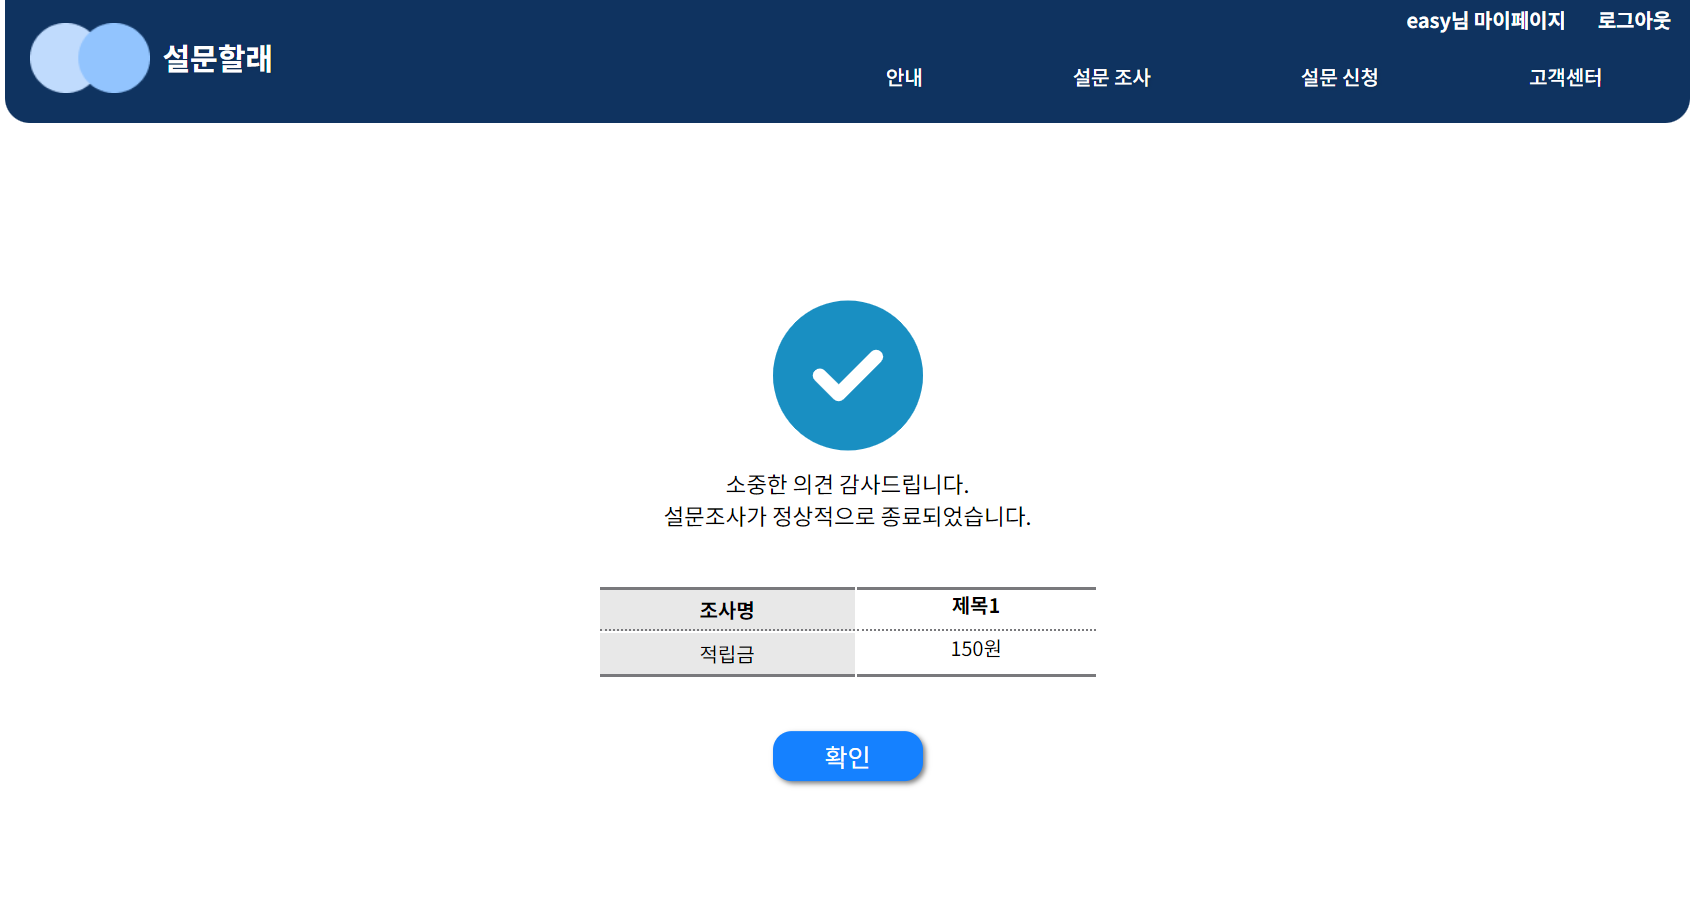 easy님 마이페이지 로그아웃
설문할래
안내 설문 조사 설문 신청 고객센터
소중한 의견 감사드립니다.
설문조사가 정상적으로 종료되었습니다.
조사명 제목1
적립금 150원
확인